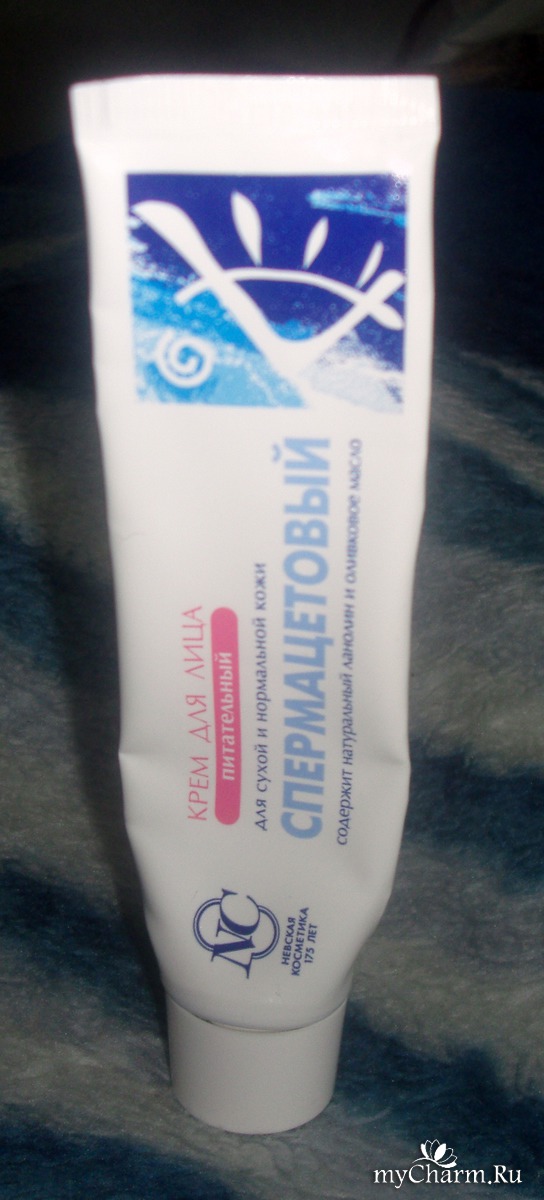 КРЕМ ДЛЯ ЛИЦА
питательный
для сухой и нормальной кожи
СПЕРМАЦЕТОВЫЙ
содержит натуральный ланолин и оливковое масло
NC
НЕВСКАЯ
КОСМЕТИКА
175 ЛЕТ
myCharm.Ru